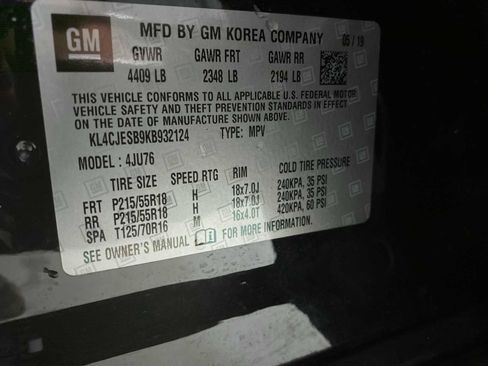 GM
MFD BY GM KOREA COMPANY 05/19
GVWR GAWR FRT GAWR RR
4409 LB 2348 LB 2194 LB
THIS VEHICLE CONFORMS TO ALL APPLICABLE U.S. FEDERAL MOTOR
VEHICLE SAFETY AND THEFT PREVENTION STANDARDS IN EFFECT
ON THE DATE OF MANUFACTURE SHOWN ABOVE.
KL4CJESB9KB932124 TYPE: MPV
MODEL: 4JU76
TIRE SIZE SPEED RTG RIM COLD TIRE PRESSURE
FRT P215/55R18 H 18x7.0J 240KPA, 35 PSI
RR P215/55R18 H 18x7.0J 240KPA, 35 PSI
SPA T125/70R16 M 16x4.0T 420KPA, 60 PSI
SEE OWNER'S MANUAL FOR MORE INFORMATION.